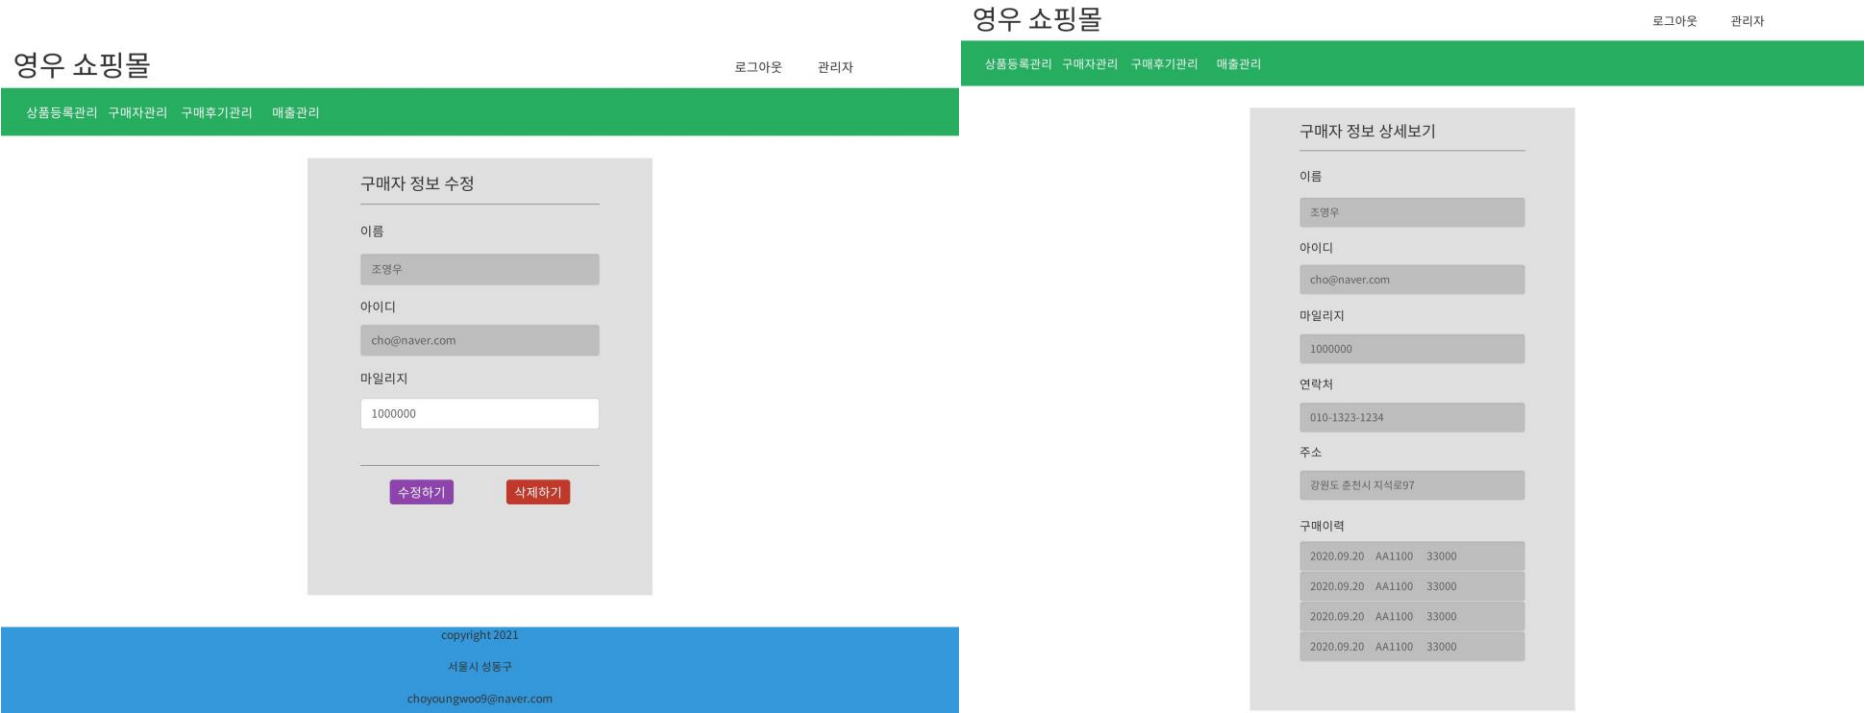 영우 쇼핑몰
로그아웃 관리자
상품등록관리 구매자관리 구매후기관리 매출관리
구매자 정보 수정
이름
조영우
아이디
cho@naver.com
마일리지
1000000
수정하기 삭제하기
copyright 2021
서울시 성동구
choyoungwoo9@naver.com
영우 쇼핑몰
로그아웃 관리자
상품등록관리 구매자관리 구매후기관리 매출관리
구매자 정보 상세보기
이름
조영우
아이디
cho@naver.com
마일리지
1000000
연락처
010-1323-1234
주소
강원도 춘천시 지석로97
구매이력
2020.09.20 AA1100 33000
2020.09.20 AA1100 33000
2020.09.20 AA1100 33000
2020.09.20 AA1100 33000